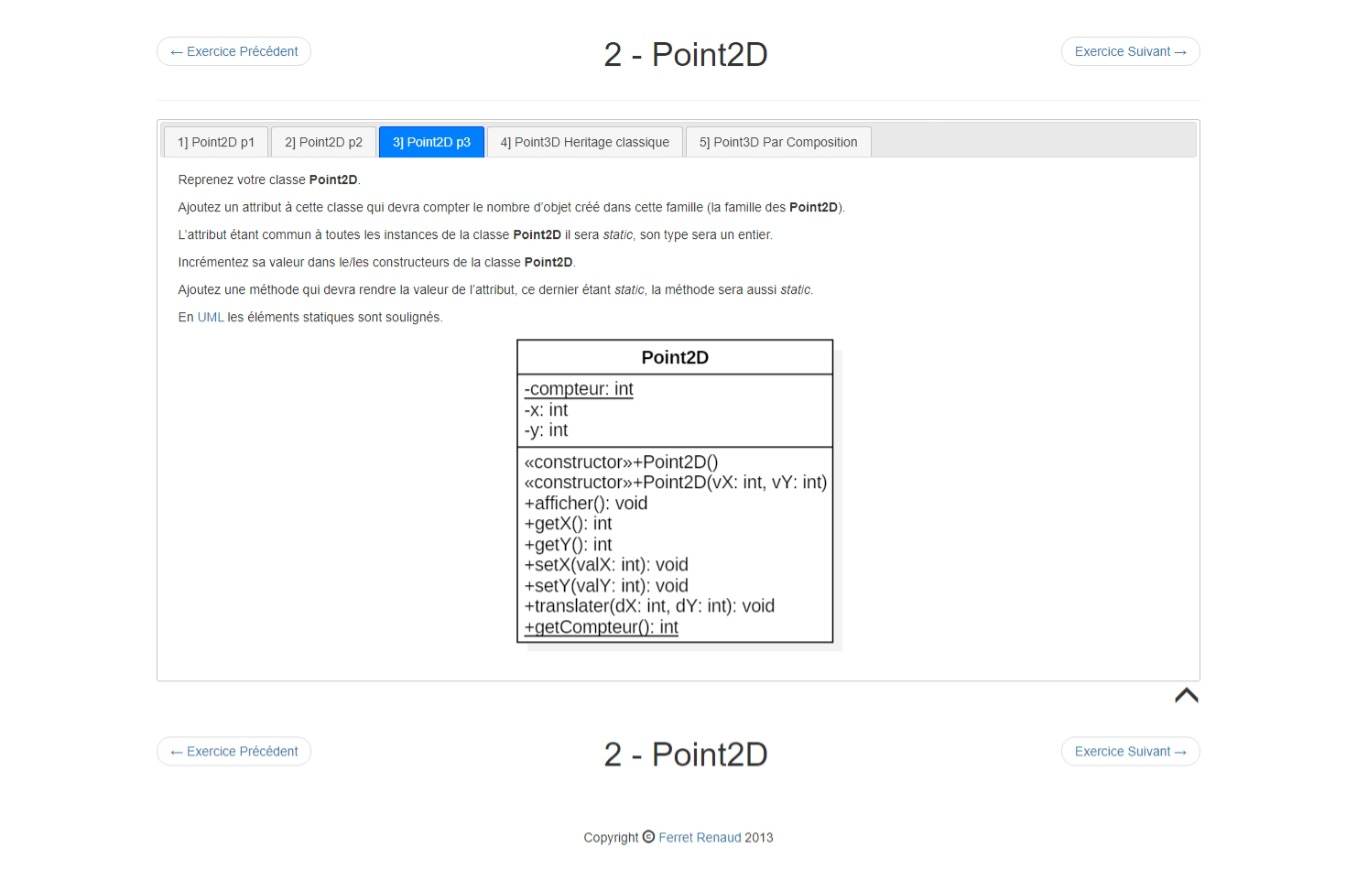 ← Exercice Précédent
2 - Point2D
Exercice Suivant →
1] Point2D p1
2] Point2D p2
3] Point2D p3
4] Point3D Heritage classique
5] Point3D Par Composition
Reprenez votre classe Point2D.
Ajoutez un attribut à cette classe qui devra compter le nombre d'objet créé dans cette famille (la famille des Point2D).
L'attribut étant commun à toutes les instances de la classe Point2D il sera static, son type sera un entier.
Incrémentez sa valeur dans le/les constructeurs de la classe Point2D.
Ajoutez une méthode qui devra rendre la valeur de l'attribut, ce dernier étant static, la méthode sera aussi static.
En UML les éléments statiques sont soulignés.
Point2D
-compteur: int
-x: int
-y: int
«constructor»+Point2D()
«constructor»+Point2D(vX: int, vY: int)
+afficher(): void
+getX(): int
+getY(): int
+setX(valX: int): void
+setY(valY: int): void
+translater(dX: int, dY: int): void
+getCompteur(): int
← Exercice Précédent
2 - Point2D
Exercice Suivant →
Copyright © Ferret Renaud 2013